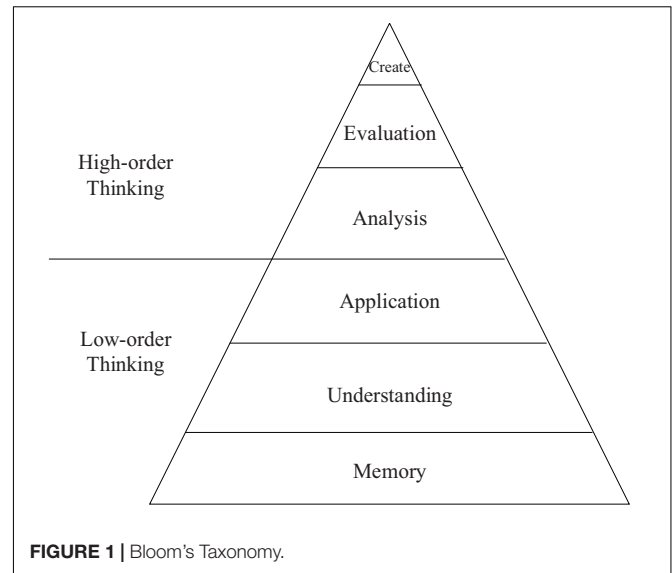 Create
Evaluation
High-order
Thinking
Analysis
Application
Low-order
Thinking
Understanding
Memory
FIGURE 1 | Bloom's Taxonomy.